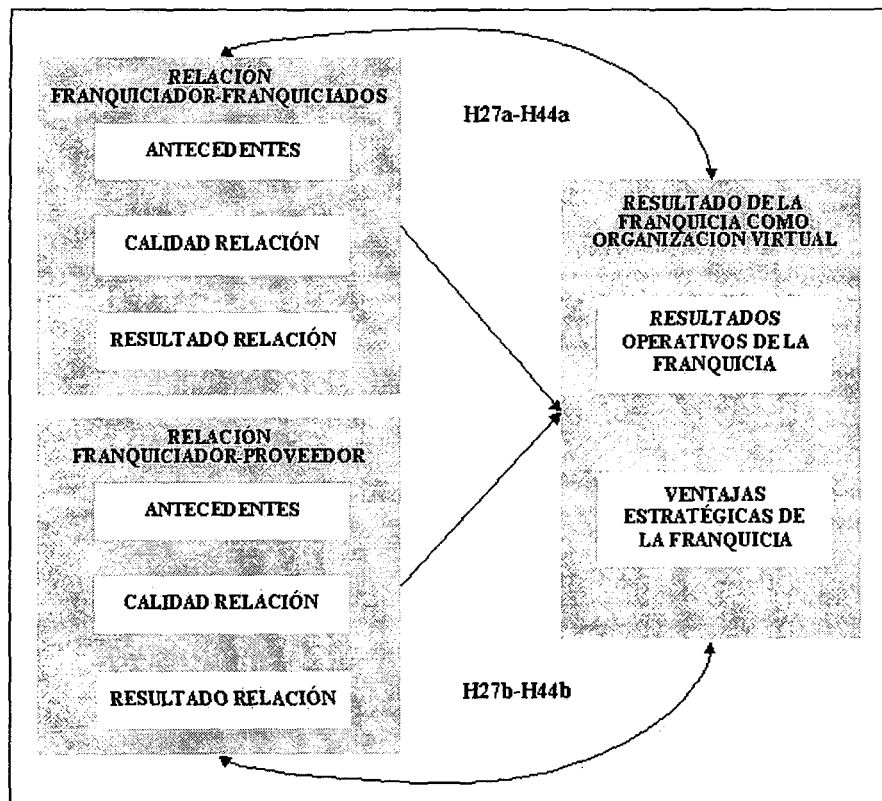 RELACIÓN
FRANQUICIADOR-FRANQUICIADOS
ANTECEDENTES
CALIDAD RELACIÓN
RESULTADO RELACIÓN
H27a-H44a
RELACIÓN
FRANQUICIADOR-PROVEEDOR
ANTECEDENTES
CALIDAD RELACIÓN
RESULTADO RELACIÓN
H27b-H44b
RESULTADO DE LA
FRANQUICIA COMO
ORGANIZACIÓN VIRTUAL
RESULTADOS
OPERATIVOS DE LA
FRANQUICIA
VENTAJAS
ESTRATÉGICAS DE
LA FRANQUICIA